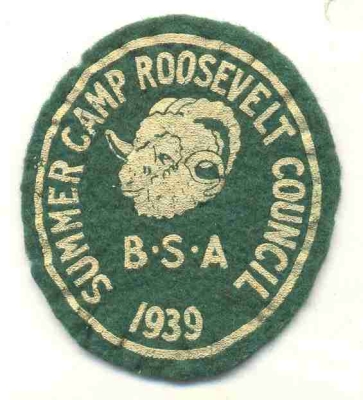 SUMMER CAMP ROOSEVELT COUNCIL
B·S·A
1939